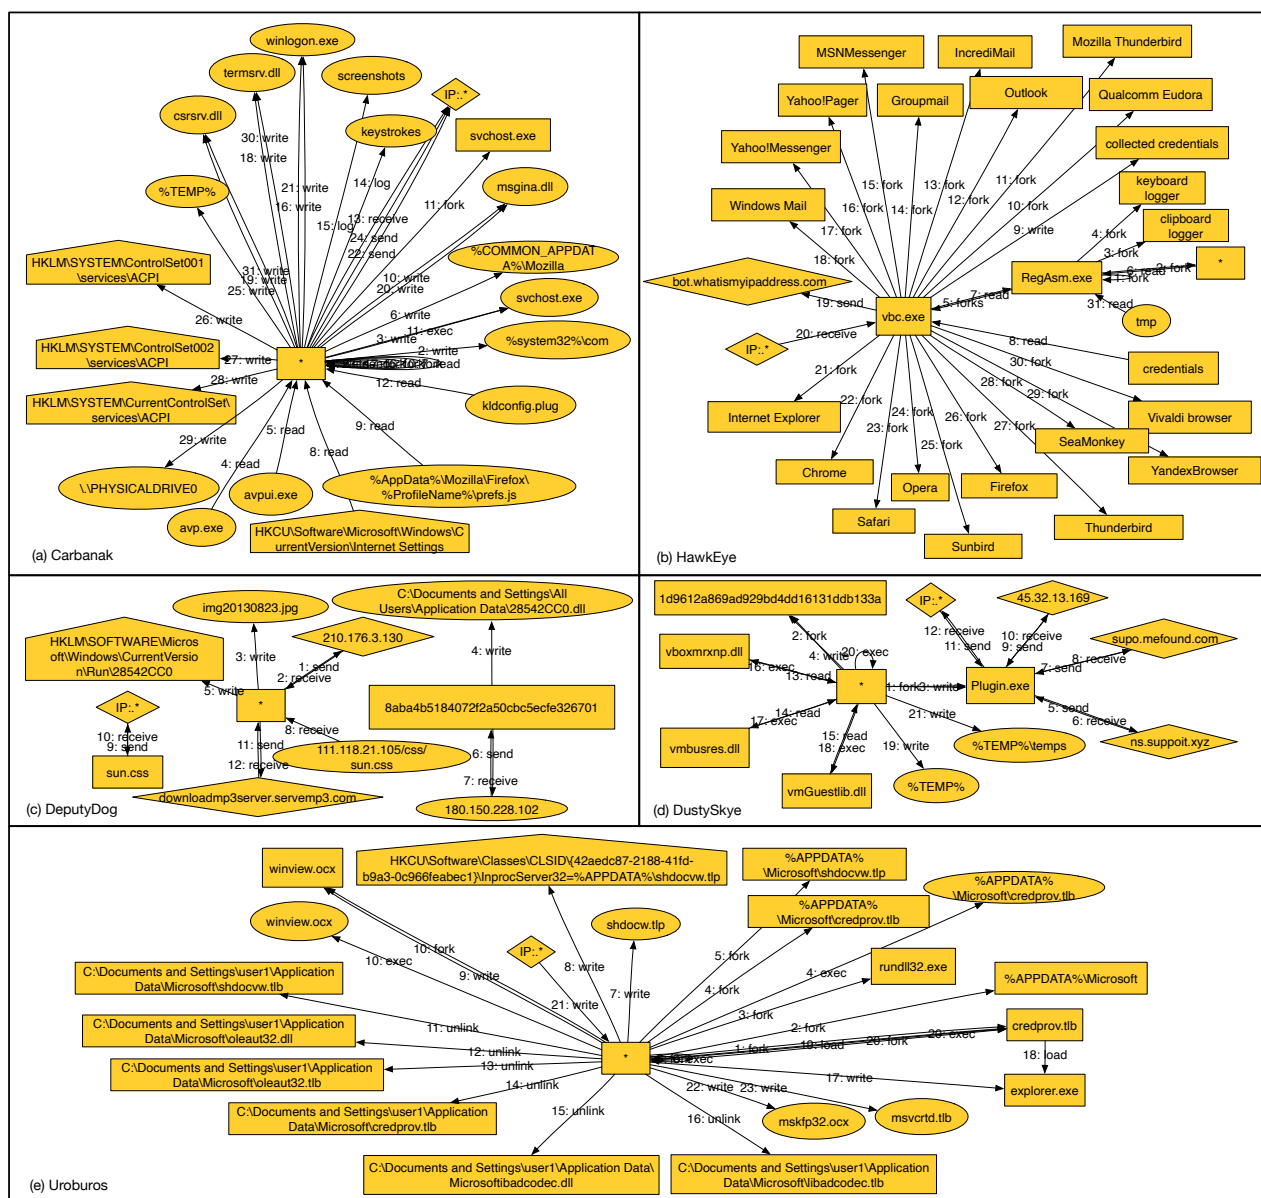 winlogon.exe
termsrv.dll
screenshots
IP:.*
csrsrv.dll
keystrokes
svchost.exe
30: write
18: write
14: log
%TEMP%
21: write
11: fork
msgina.dll
16: write
13: receive
15: log
24: send
22: send
HKLM\SYSTEM\ControlSet001
\services\ACPI
%COMMON_APPDAT
A%\Mozilla
31: write
19: write
25: write
10: write
20: write
svchost.exe
26: write
6: write
11: exec
3: write
%system32%\com
HKLM\SYSTEM\ControlSet002
\services\ACPI
27: write
*
2: write
28: write
12: read
HKLM\SYSTEM\CurrentControlSet\
services\ACPI
kldconfig.plug
29: write
5: read
9: read
8: read
4: read
\.\PHYSICALDRIVE0
avpui.exe
%AppData%\Mozilla\Firefox\
%ProfileName%\prefs.js
avp.exe
HKCU\Software\Microsoft\Windows\C
urrentVersion\Internet Settings
(a) Carbanak
MSNMessenger
IncrediMail
Mozilla Thunderbird
Yahoo!Pager
Groupmail
Outlook
Qualcomm Eudora
Yahoo!Messenger
collected credentials
15: fork
13: fork
11: fork
keyboard
logger
16: fork
14: fork
12: fork
10: fork
Windows Mail
17: fork
9: write
4: fork
clipboard
logger
18: fork
3: fork
bot.whatismyipaddress.com
RegAsm.exe
6: read
2: fork
1: fork
*
19: send
vbc.exe
5: forks
7: read
31: read
tmp
IP:.*
20: receive
8: read
credentials
21: fork
30: fork
28: fork
22: fork
29: fork
Internet Explorer
24: fork
26: fork
27: fork
Vivaldi browser
23: fork
SeaMonkey
25: fork
Chrome
Opera
Firefox
YandexBrowser
Safari
Sunbird
Thunderbird
(b) HawkEye
img20130823.jpg
C:\Documents and Settings\All
Users\Application Data\28542CC0.dll
HKLM\SOFTWARE\Micros
oft\Windows\CurrentVersio
n\Run\28542CC0
210.176.3.130
3: write
4: write
1: send
2: receive
5: write
*
8aba4b5184072f2a50cbc5ecfe326701
IP:.*
8: receive
10: receive
9: send
11: send
6: send
111.118.21.105/css/
sun.css
sun.css
12: receive
7: receive
downloadmp3server.servemp3.com
180.150.228.102
(c) DeputyDog
1d9612a869ad929bd4dd16131ddb133a
IP:.*
45.32.13.169
12: receive
11: send
10: receive
9: send
supo.mefound.com
2: fork
vboxmrxnp.dll
4: write
20: exec
8: receive
7: send
16: exec
13: read
*
1: fork
3: write
Plugin.exe
14: read
17: exec
5: send
21: write
6: receive
15: read
18: exec
19: write
vmbusres.dll
%TEMP%\temps
ns.suppoit.xyz
vmGuestlib.dll
%TEMP%
(d) DustySkye
winview.ocx
HKCU\Software\Classes\CLSID\{42aedc87-2188-41fd-
b9a3-0c966feabec1}\InprocServer32=%APPDATA%\shdocvw.tlp
%APPDATA%
\Microsoft\shdocvw.tlp
%APPDATA%
\Microsoft\credprov.tlb
%APPDATA%
\Microsoft\credprov.tlb
winview.ocx
shdocw.tlp
10: fork
IP:.*
5: fork
10: exec
9: write
8: write
rundll32.exe
4: exec
%APPDATA%\Microsoft
C:\Documents and Settings\user1\Application
Data\Microsoft\shdocvw.tlb
7: write
4: fork
21: write
3: fork
11: unlink
2: fork
credprov.tlb
C:\Documents and Settings\user1\Application
Data\Microsoft\oleaut32.dll
20: exec
12: unlink
1: fork
19: load
20: fork
*
18: load
13: unlink
C:\Documents and Settings\user1\Application
Data\Microsoft\oleaut32.tlb
17: write
14: unlink
22: write
23: write
explorer.exe
C:\Documents and Settings\user1\Application
Data\Microsoft\credprov.tlb
15: unlink
16: unlink
mskfp32.ocx
msvcrtd.tlb
C:\Documents and Settings\user1\Application Data\
Microsoftibadcodec.dll
C:\Documents and Settings\user1\Application
Data\Microsoft\libadcodec.tlb
(e) Uroburos